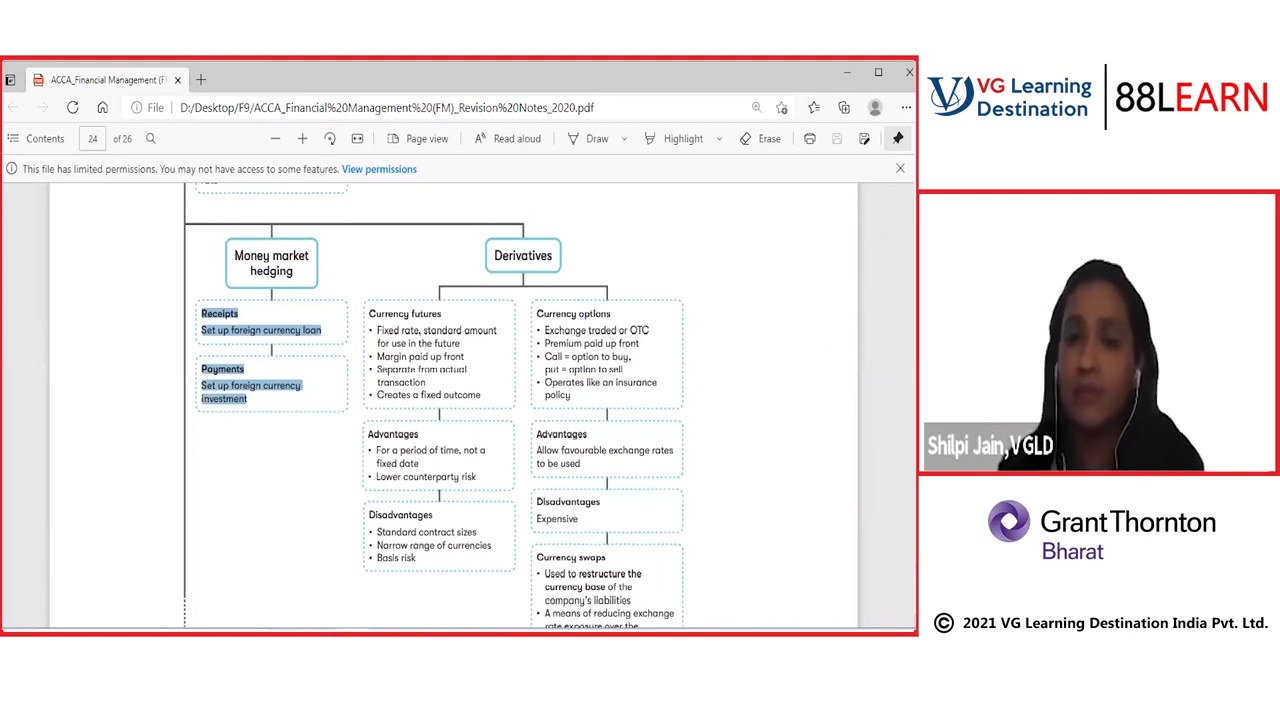 ACCA_Financial Management (F
File
D:/Desktop/F9/ACCA_Financial%20Management%20(FM)_Revision%20Notes_2020.pdf
Contents
24
of 26
Page view
Read aloud
Draw
Highlight
Erase
This file has limited permissions. You may not have access to some features. View permissions
Money market
hedging
Receipts
Set up foreign currency loan
Payments
Set up foreign currency
investment
Derivatives
Currency futures
• Fixed rate, standard amount
for use in the future
• Margin paid up front
• Separate from actual
transaction
• Creates a fixed outcome
Advantages
• For a period of time, not a
fixed date
• Lower counterparty risk
Disadvantages
• Standard contract sizes
• Narrow range of currencies
• Basis risk
Currency options
• Exchange traded or OTC
• Premium paid up front
• Call = option to buy,
put = option to sell
• Operates like an insurance
policy
Advantages
Allow favourable exchange rates
to be used
Disadvantages
Expensive
Currency swaps
• Used to restructure the
currency base of the
company's liabilities
• A means of reducing exchange
rate exposure over the
VG Learning
Destination
88LEARN
Shilpi Jain, VGLD
GrantThornton
Bharat
© 2021 VG Learning Destination India Pvt. Ltd.